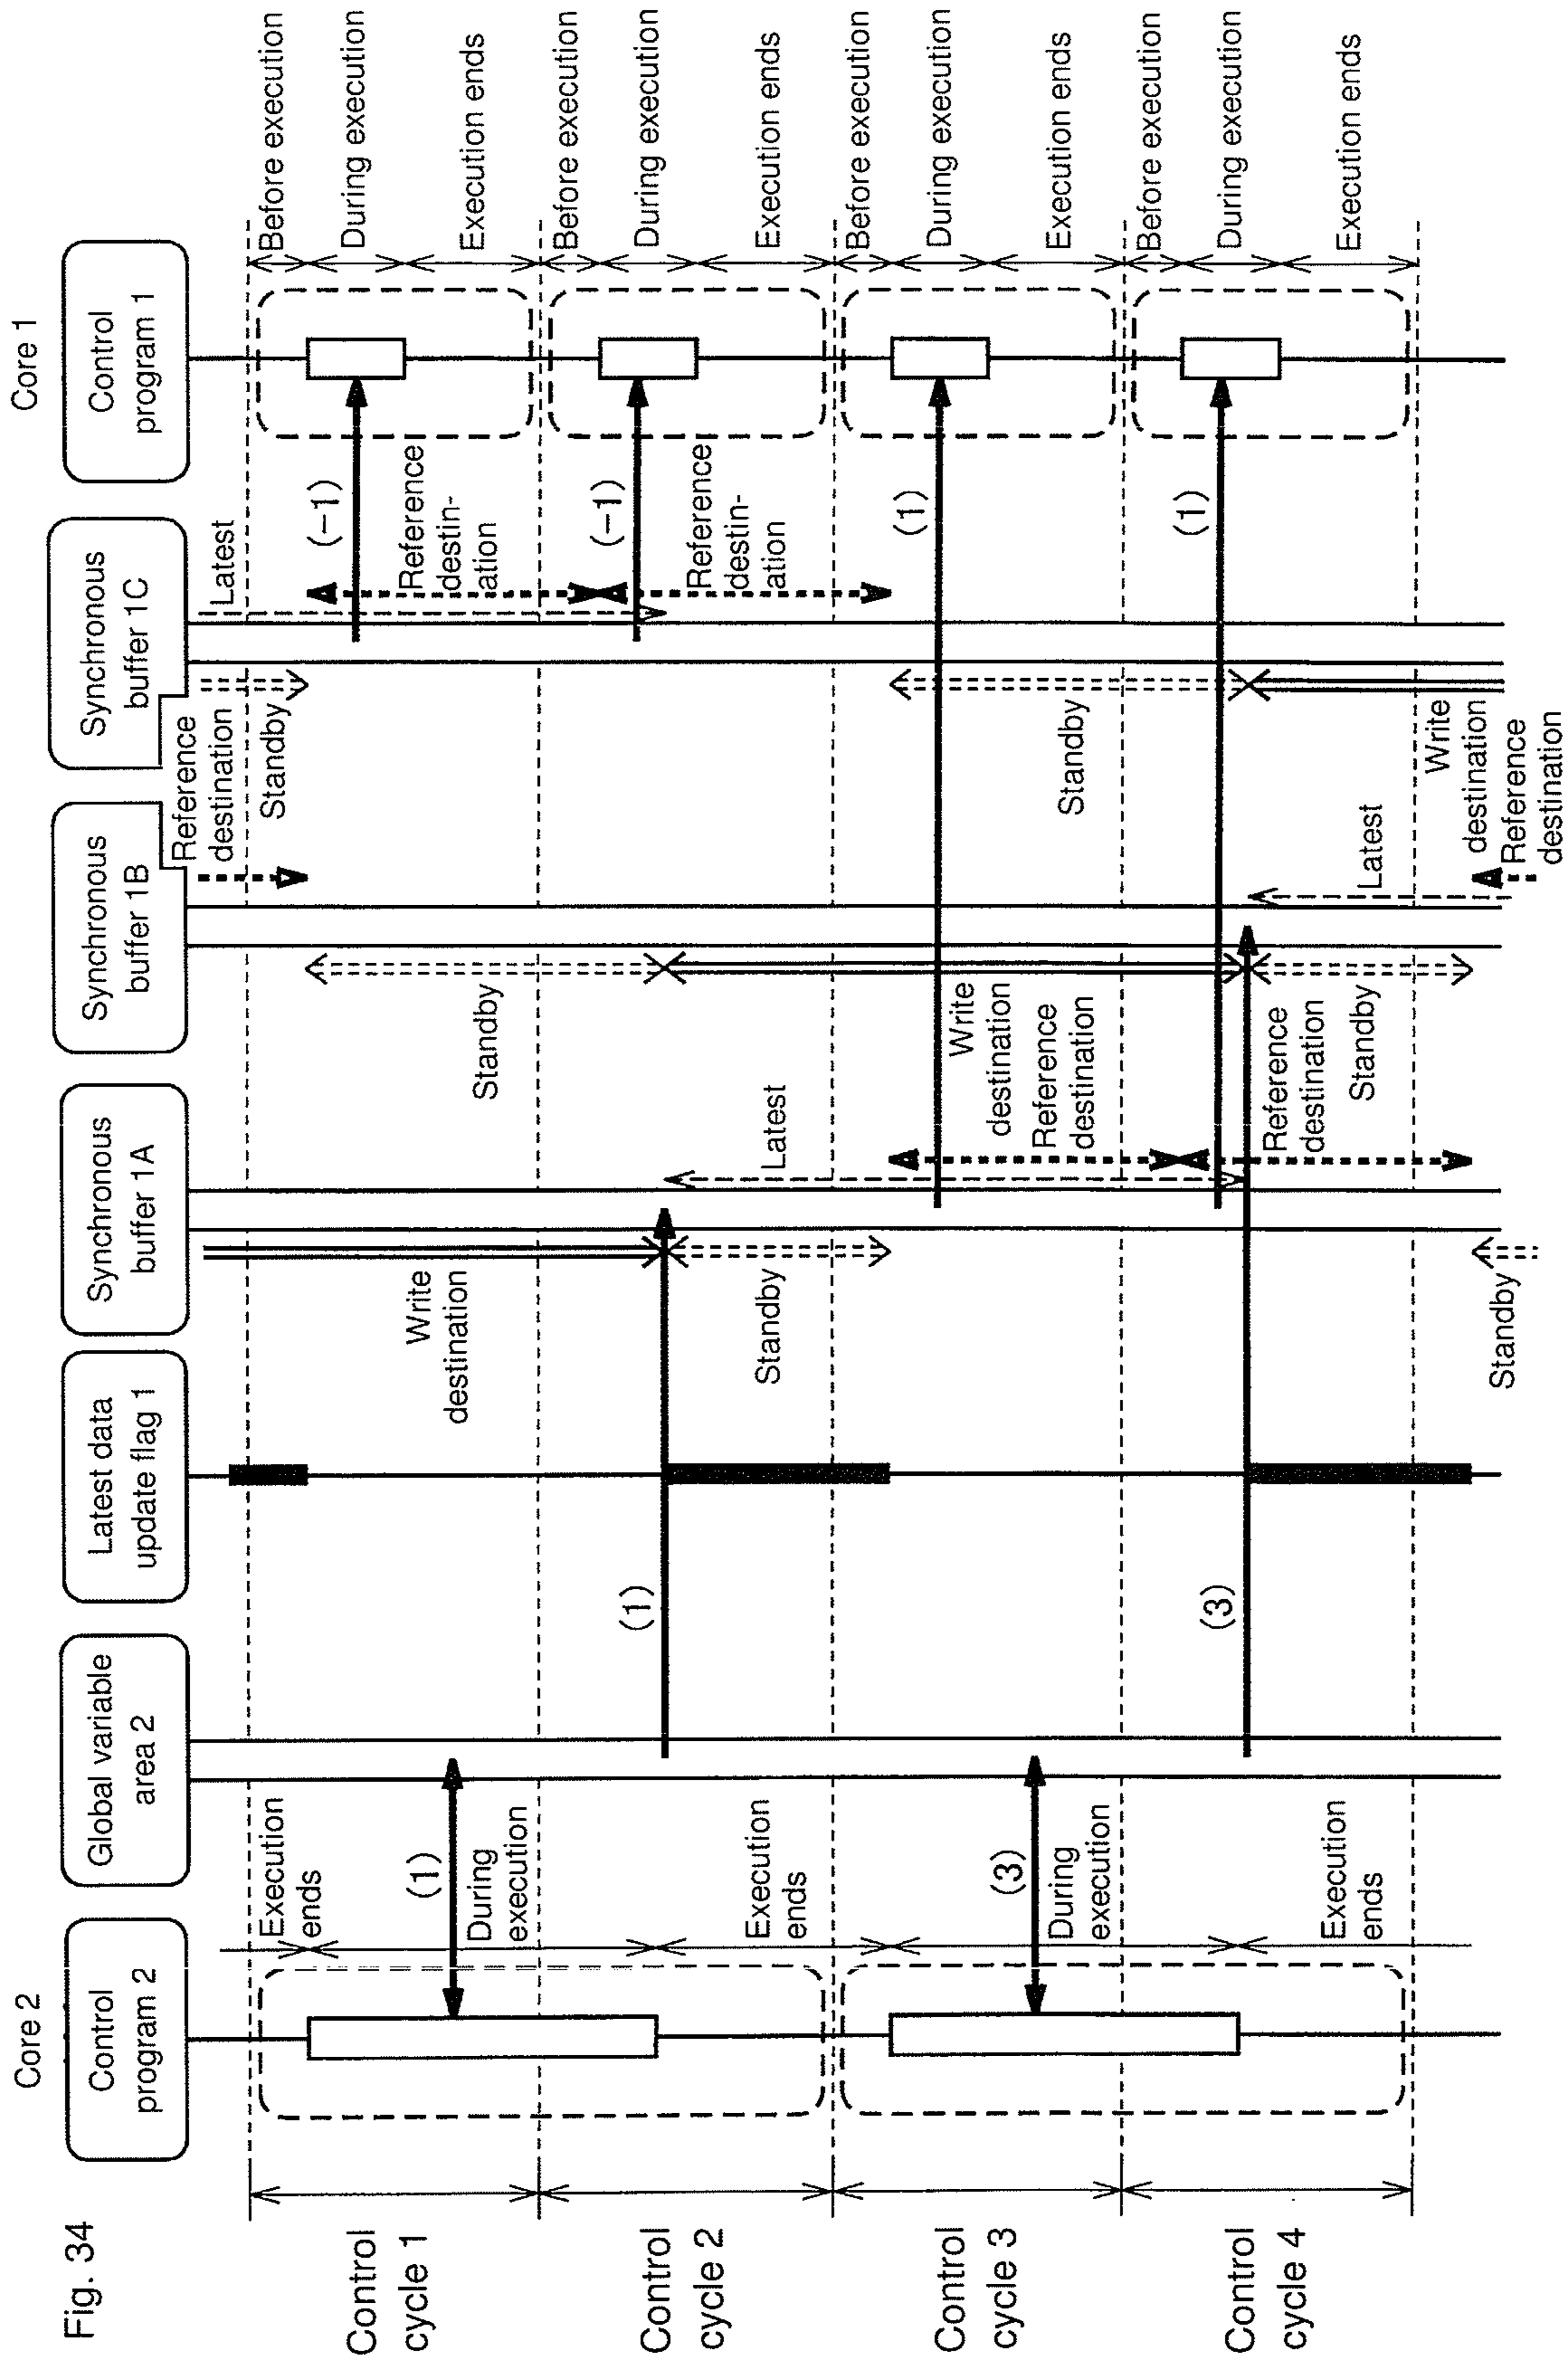 Fig. 34
Core 2
Core 1
Control
program 2
Global variable
area 2
Latest data
update flag 1
Synchronous
buffer 1A
Synchronous
buffer 1B
Synchronous
buffer 1C
Control
program 1
Control
cycle 1
Control
cycle 2
Control
cycle 3
Control
cycle 4
Execution
ends
(1)
During
execution
Execution
ends
(3)
During
execution
Execution
ends
(1)
(3)
Write
destination
Standby
Standby
Latest
Reference
destination
Reference
destination
Standby
Write
destination
Standby
Reference
destination
Latest
Reference
destination
Standby
Standby
Write
destination
Latest
(-1)
Reference
destin-
ation
(-1)
Reference
destin-
ation
(1)
(1)
Before execution
During execution
Execution ends
Before execution
During execution
Execution ends
Before execution
During execution
Execution ends
Before execution
During execution
Execution ends